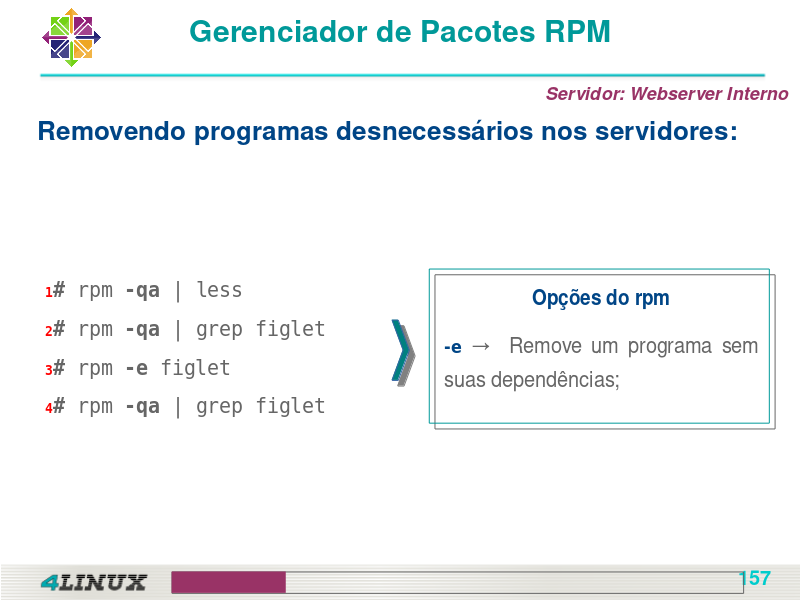 Gerenciador de Pacotes RPM
Servidor: Webserver Interno
Removendo programas desnecessários nos servidores:
1# rpm -qa | less
2# rpm -qa | grep figlet
3# rpm -e figlet
4# rpm -qa | grep figlet
Opções do rpm
-e → Remove um programa sem
suas dependências;
4LINUX
157